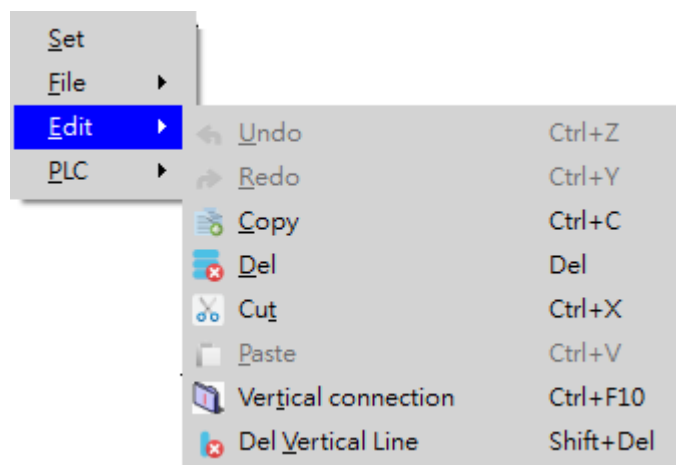 Set
File
Edit
PLC
Undo Ctrl+Z
Redo Ctrl+Y
Copy Ctrl+C
Del Del
Cut Ctrl+X
Paste Ctrl+V
Vertical connection Ctrl+F10
Del Vertical Line Shift+Del